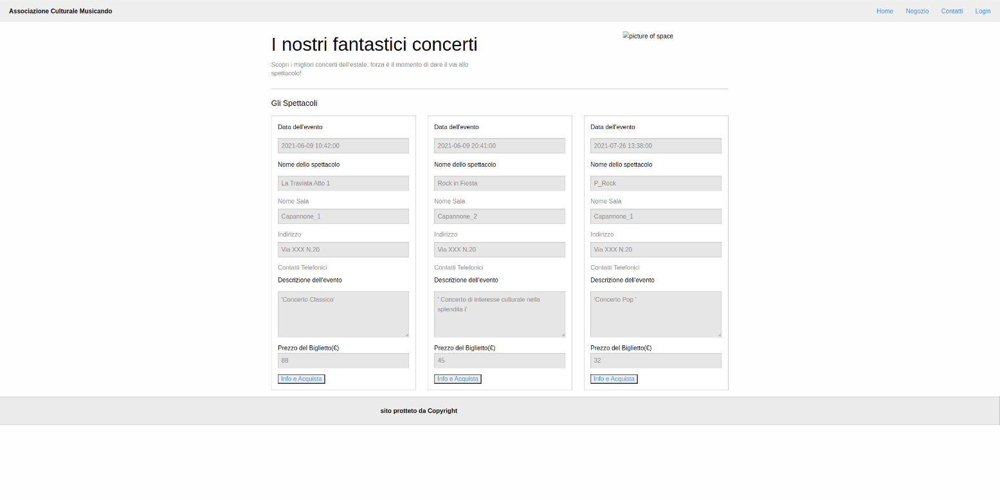 Associazione Culturale Musicando
Home Negozio Contatti Login
I nostri fantastici concerti
picture of space
Scopri i migliori concerti dell'estate, forza è il momento di dare il via allo
spettacolo!
Gli Spettacoli
Data dell'evento
2021-06-09 10:42:00
Nome dello spettacolo
La Traviata Atto 1
Nome Sala
Capannone_1
Indirizzo
Via XXX N.20
Contatti Telefonici
Descrizione dell'evento
'Concerto Classico'
Prezzo del Biglietto(€)
88
Info e Acquista
Data dell'evento
2021-06-09 20:41:00
Nome dello spettacolo
Rock in Fiesta
Nome Sala
Capannone_2
Indirizzo
Via XXX N.20
Contatti Telefonici
Descrizione dell'evento
' Concerto di interesse culturale nella
splendita i'
Prezzo del Biglietto(€)
45
Info e Acquista
Data dell'evento
2021-07-26 13:38:00
Nome dello spettacolo
P_Rock
Nome Sala
Capannone_1
Indirizzo
Via XXX N.20
Contatti Telefonici
Descrizione dell'evento
'Concerto Pop '
Prezzo del Biglietto(€)
32
Info e Acquista
sito protteto da Copyright